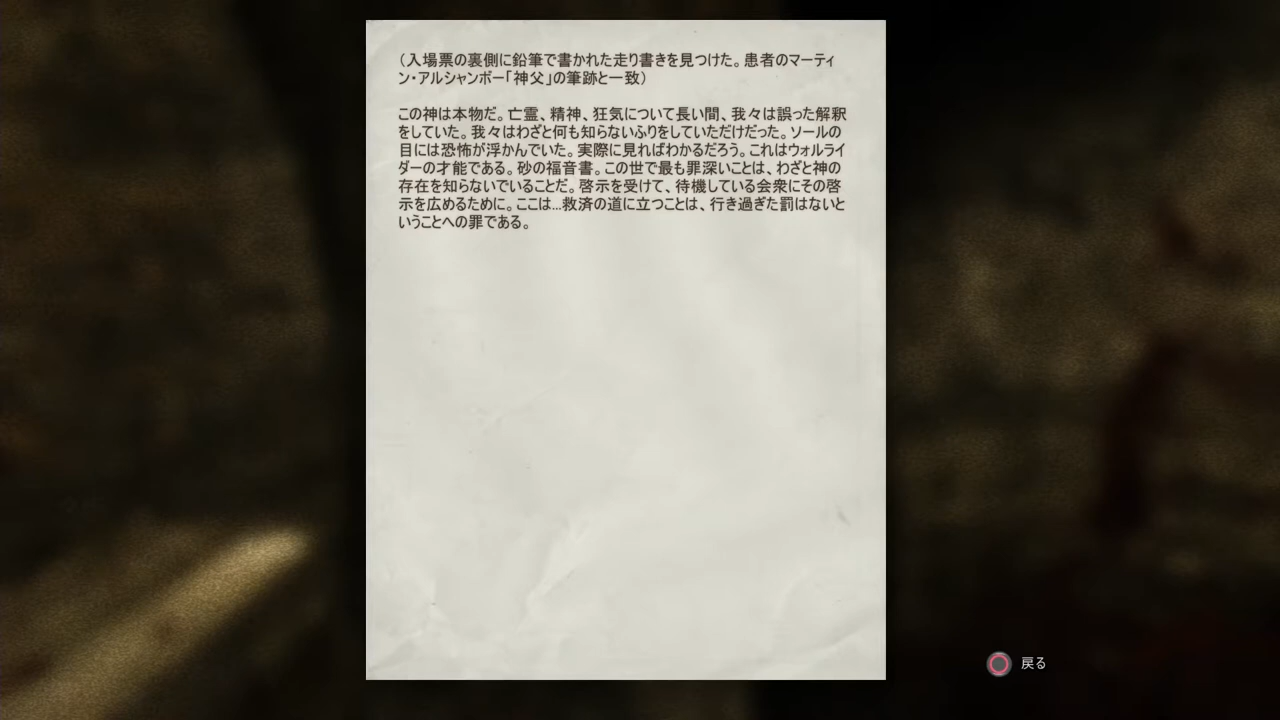 （入場票の裏側に鉛筆で書かれた走り書きを見つけた。患者のマーティ
ン・アルシャンボー「神父」の筆跡と一致）
この神は本物だ。亡霊、精神、狂気について長い間、我々は誤った解釈
をしていた。我々はわざと何も知らないふりをしていただけだった。ソールの
目には恐怖が浮かんでいた。実際に見ればわかるだろう。これはウォルライ
ダーの才能である。砂の福音書。この世で最も罪深いことは、わざと神の
存在を知らないでいることだ。啓示を受けて、待機している会衆にその啓
示を広めるために。ここは...救済の道に立つことは、行き過ぎた罰はないと
いうことへの罪である。
戻る